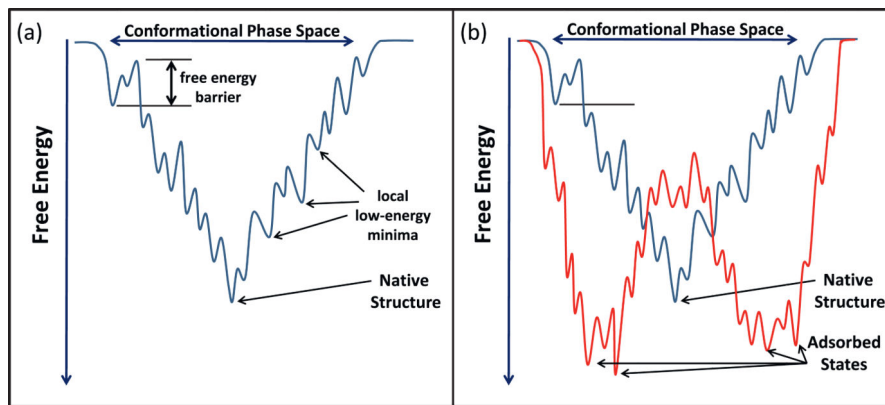 (a)
Conformational Phase Space
free energy
barrier
Free Energy
local
low-energy
minima
Native
Structure
(b)
Conformational Phase Space
Free Energy
Native
Structure
Adsorbed
States